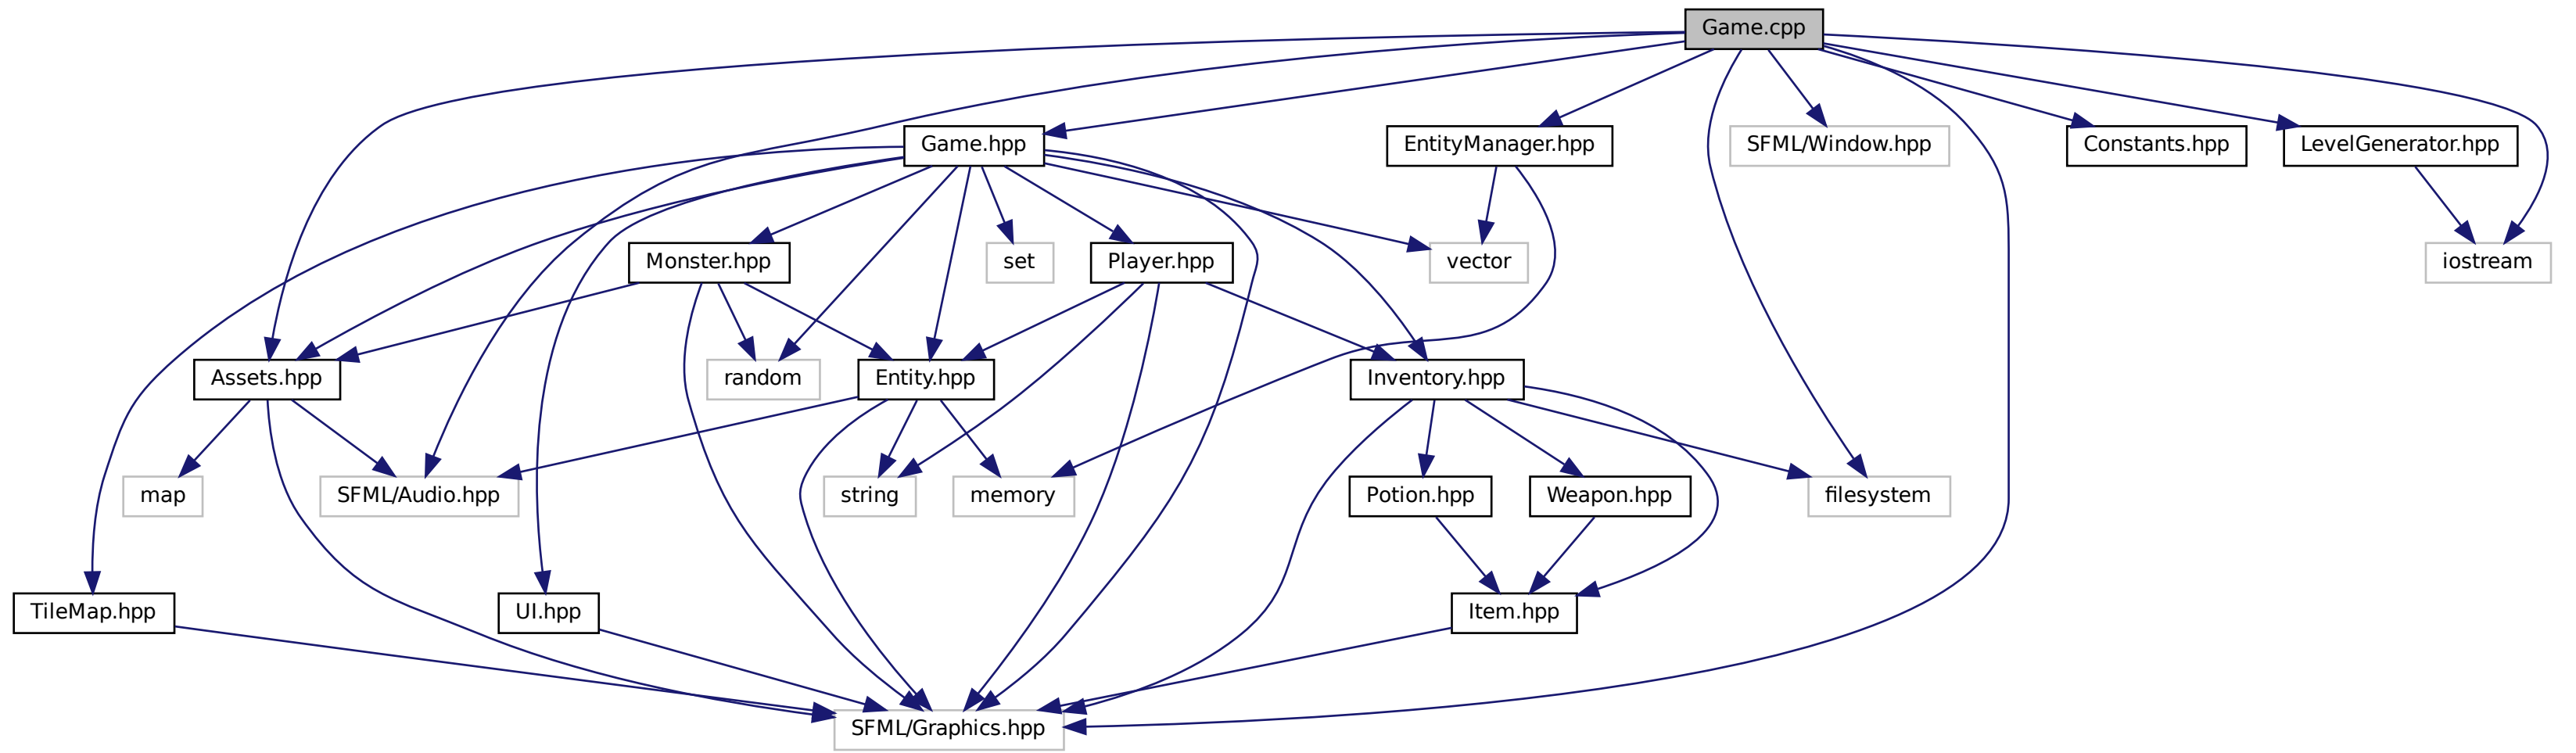 Game.cpp
Game.hpp
EntityManager.hpp
SFML/Window.hpp
Constants.hpp
LevelGenerator.hpp
Monster.hpp
set
Player.hpp
vector
iostream
Assets.hpp
random
Entity.hpp
Inventory.hpp
map
SFML/Audio.hpp
string
memory
Potion.hpp
Weapon.hpp
filesystem
TileMap.hpp
UI.hpp
Item.hpp
SFML/Graphics.hpp